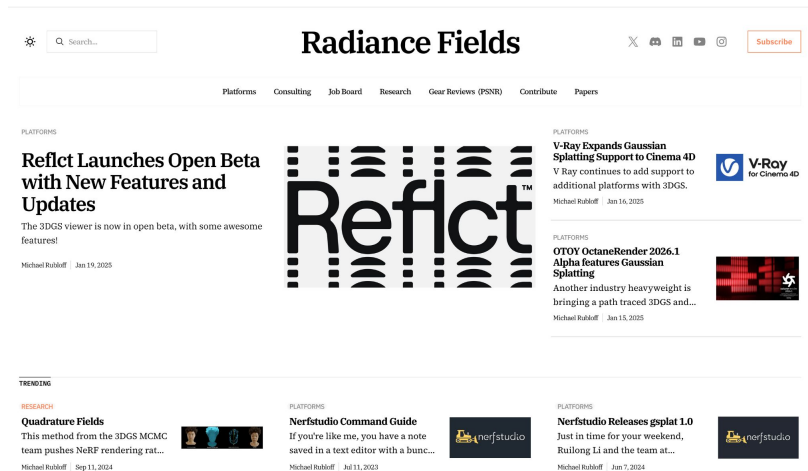 Search...
Radiance Fields
Subscribe
Platforms Consulting Job Board Research Gear Reviews (PSNR) Contribute Papers
PLATFORMS
Reflct Launches Open Beta
with New Features and
Updates
The 3DGS viewer is now in open beta, with some awesome
features!
Michael Rubloff Jan 19, 2025
Reflct™
PLATFORMS
V-Ray Expands Gaussian
Splatting Support to Cinema 4D
V Ray continues to add support to
additional platforms with 3DGS.
Michael Rubloff Jan 16, 2025
V-Ray
for Cinema 4D
PLATFORMS
OTOY OctaneRender 2026.1
Alpha features Gaussian
Splatting
Another industry heavyweight is
bringing a path traced 3DGS and...
Michael Rubloff Jan 15, 2025
TRENDING
RESEARCH
Quadrature Fields
This method from the 3DGS MCMC
team pushes NeRF rendering rat...
Michael Rubloff Sep 11, 2024
PLATFORMS
Nerfstudio Command Guide
If you're like me, you have a note
saved in a text editor with a bunc...
Michael Rubloff Jul 11, 2023
nerfstudio
PLATFORMS
Nerfstudio Releases gsplat 1.0
Just in time for your weekend,
Ruilong Li and the team at...
Michael Rubloff Jun 7, 2024
nerfstudio